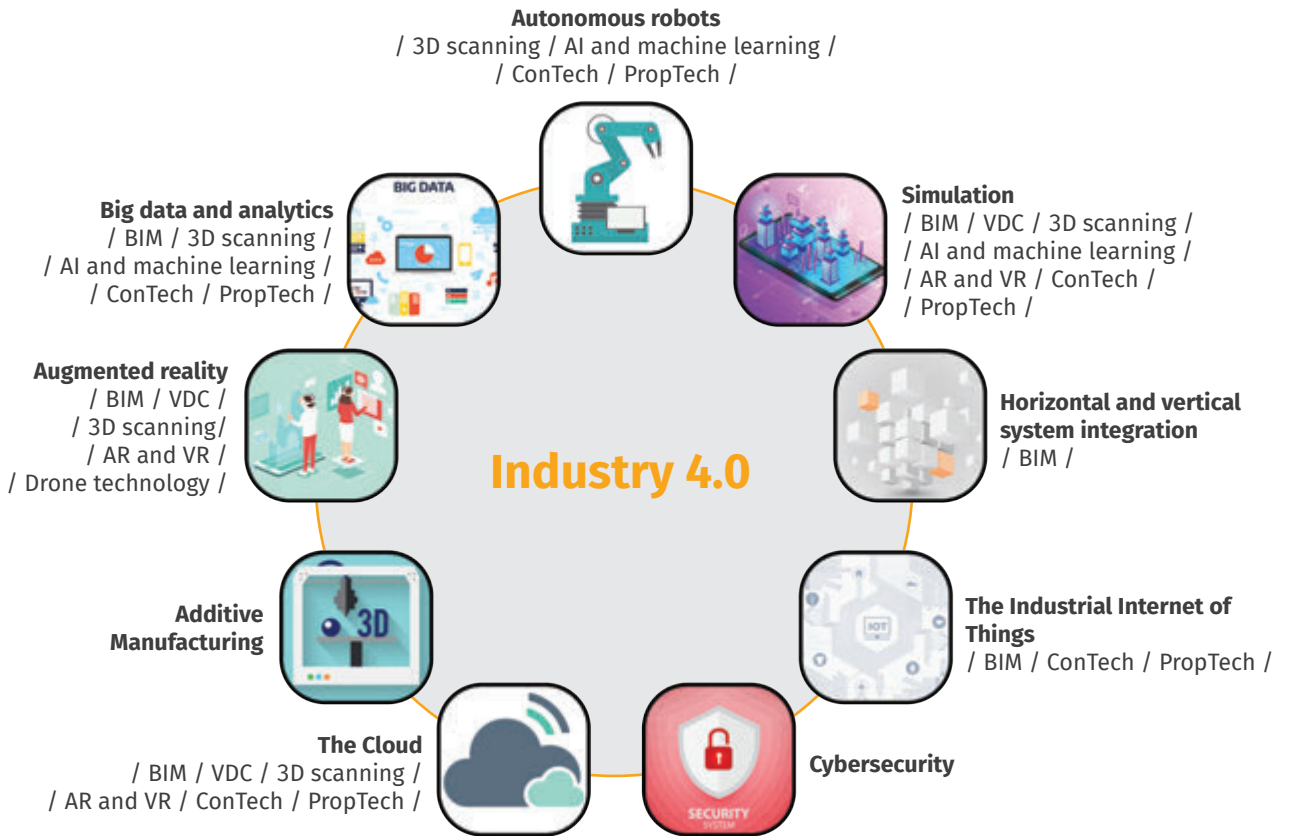 Autonomous robots
/ 3D scanning / AI and machine learning /
/ ConTech / PropTech /
Simulation
/ BIM / VDC / 3D scanning /
/ AI and machine learning /
/ AR and VR / ConTech /
/ PropTech /
Horizontal and vertical
system integration
/ BIM /
The Industrial Internet of
Things
/ BIM / ConTech / PropTech /
Cybersecurity
The Cloud
/ BIM / VDC / 3D scanning /
/ AR and VR / ConTech / PropTech /
Additive
Manufacturing
Augmented reality
/ BIM / VDC /
/ 3D scanning/
/ AR and VR /
/ Drone technology /
Big data and analytics
/ BIM / 3D scanning /
/ AI and machine learning /
/ ConTech / PropTech /
Industry 4.0
BIG DATA
IOT
SECURITY
SYSTEM
3D